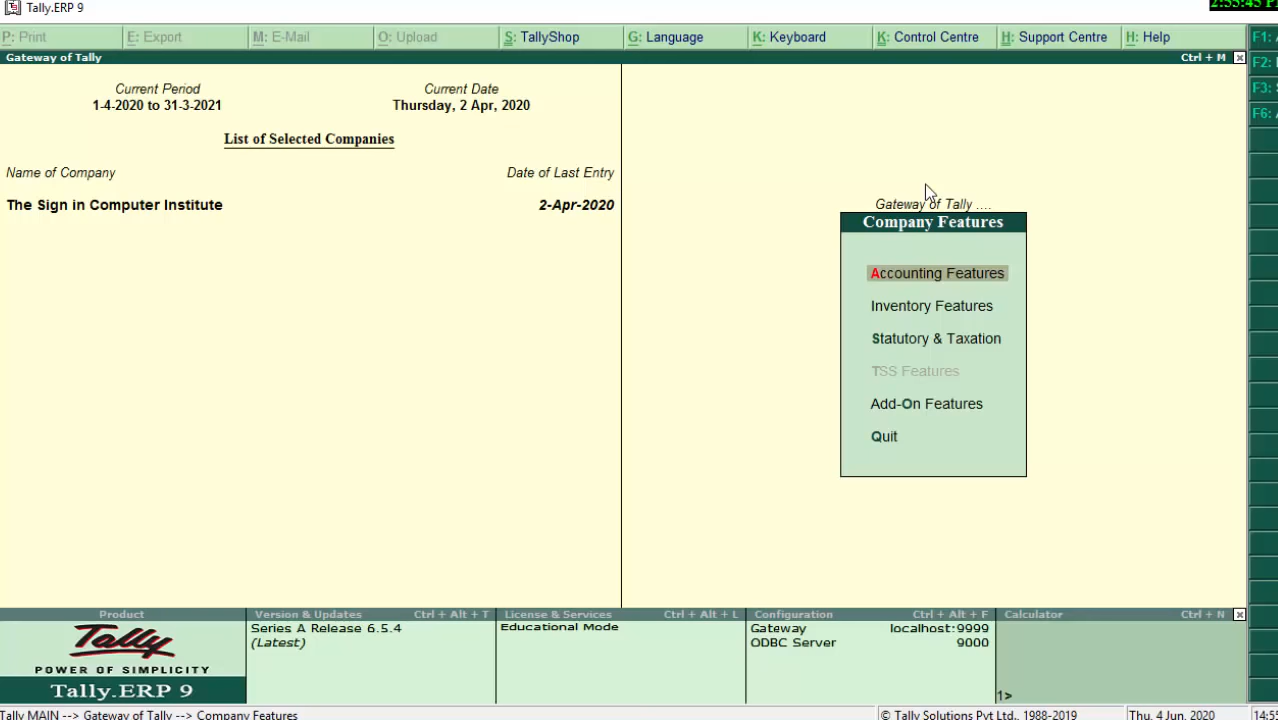 Tally.ERP 9
P: Print
E: Export
M: E-Mail
O: Upload
S: TallyShop
G: Language
K: Keyboard
K: Control Centre
H: Support Centre
H: Help
F1:
Gateway of Tally
Ctrl + M
F2:
F3:
F6:
Current Period
1-4-2020 to 31-3-2021
Current Date
Thursday, 2 Apr, 2020
List of Selected Companies
Name of Company
Date of Last Entry
The Sign in Computer Institute
2-Apr-2020
Gateway of Tally ....
Company Features
Accounting Features
Inventory Features
Statutory & Taxation
TSS Features
Add-On Features
Quit
Product
Tally
POWER OF SIMPLICITY
Tally.ERP 9
Version & Updates Ctrl + Alt + T
Series A Release 6.5.4
(Latest)
License & Services Ctrl + Alt + L
Educational Mode
Configuration Ctrl + Alt + F
Gateway localhost:9999
ODBC Server 9000
Calculator Ctrl + N
1>
Tally MAIN --> Gateway of Tally --> Company Features
© Tally Solutions Pvt Ltd., 1988-2019
Thu, 4 Jun, 2020